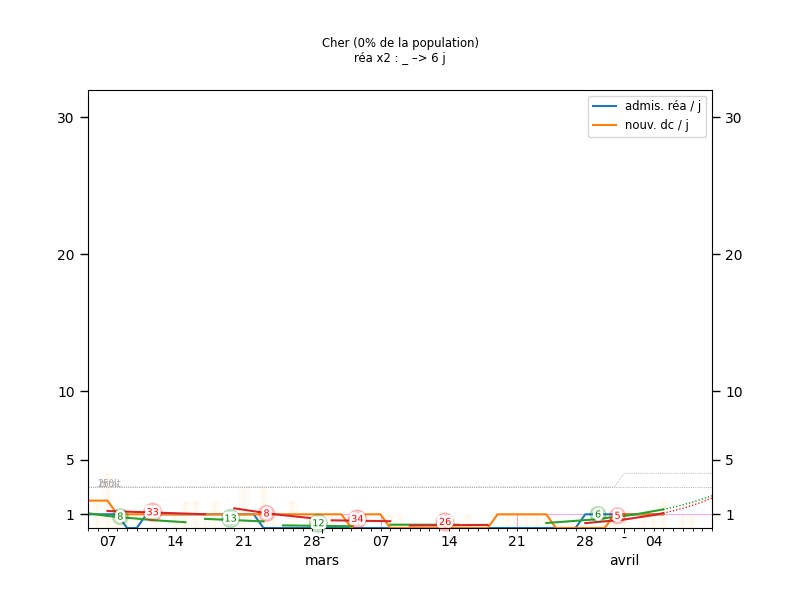 Cher (0% de la population)
réa x2 : _ –> 6 j
admis. réa / j
nouv. dc / j
30 30
20 20
10 10
5 5
1 1
8 33 13 8 12 34 26 6 5
07 14 21 28 - 07 14 21 28 - 04
mars avril